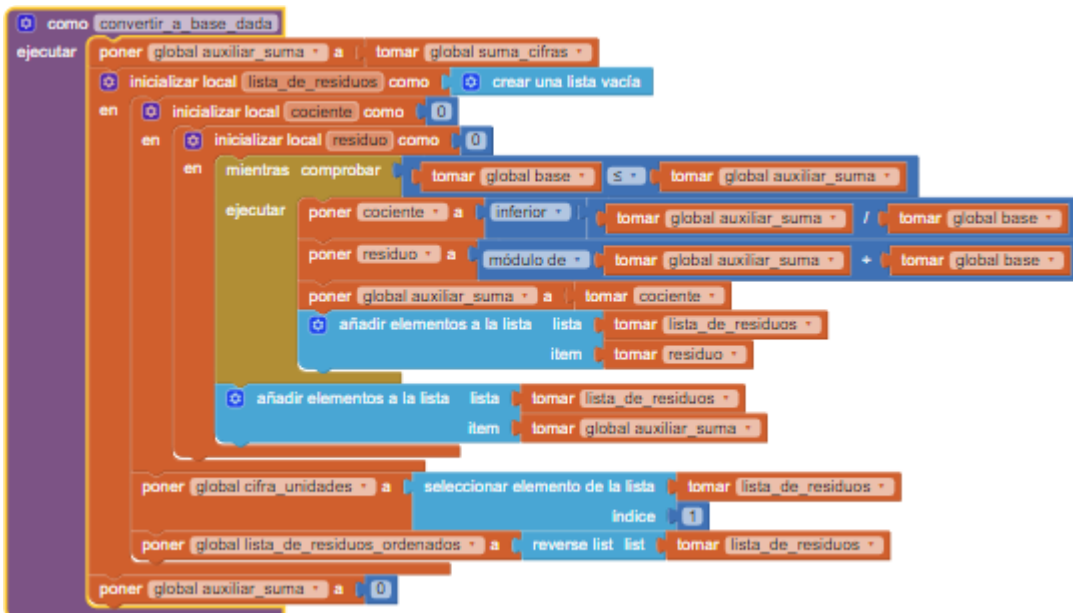 como convertir_a_base_dada
ejecutar poner global auxiliar_suma a tomar global suma_cifras
inicializar local lista_de_residuos como crear una lista vacía
en inicializar local cociente como 0
en inicializar local residuo como 0
en mientras comprobar tomar global base ≤ tomar global auxiliar_suma
ejecutar poner cociente a inferior tomar global auxiliar_suma / tomar global base
poner residuo a módulo de tomar global auxiliar_suma ÷ tomar global base
poner global auxiliar_suma a tomar cociente
añadir elementos a la lista lista tomar lista_de_residuos
item tomar residuo
añadir elementos a la lista lista tomar lista_de_residuos
item tomar global auxiliar_suma
poner global cifra_unidades a seleccionar elemento de la lista tomar lista_de_residuos
índice 1
poner global lista_de_residuos_ordenados a reverse list list tomar lista_de_residuos
poner global auxiliar_suma a 0